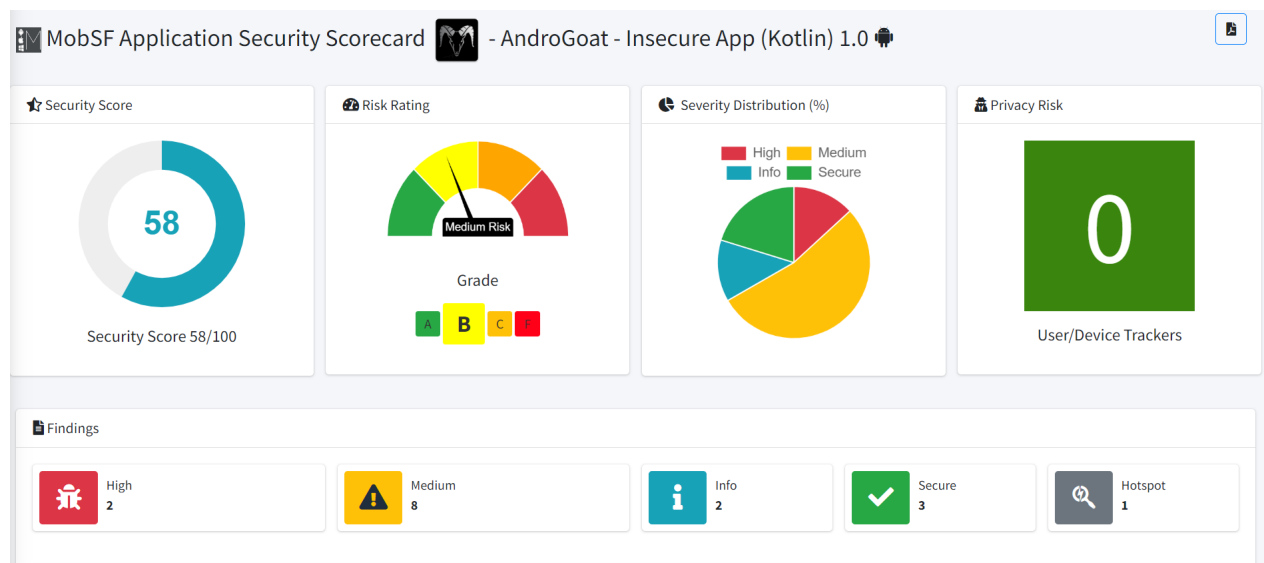 MobSF Application Security Scorecard - AndroGoat - Insecure App (Kotlin) 1.0
Security Score
58
Security Score 58/100
Risk Rating
Medium Risk
Grade
A B C F
Severity Distribution (%)
High Medium
Info Secure
Privacy Risk
0
User/Device Trackers
Findings
High
2
Medium
8
Info
2
Secure
3
Hotspot
1